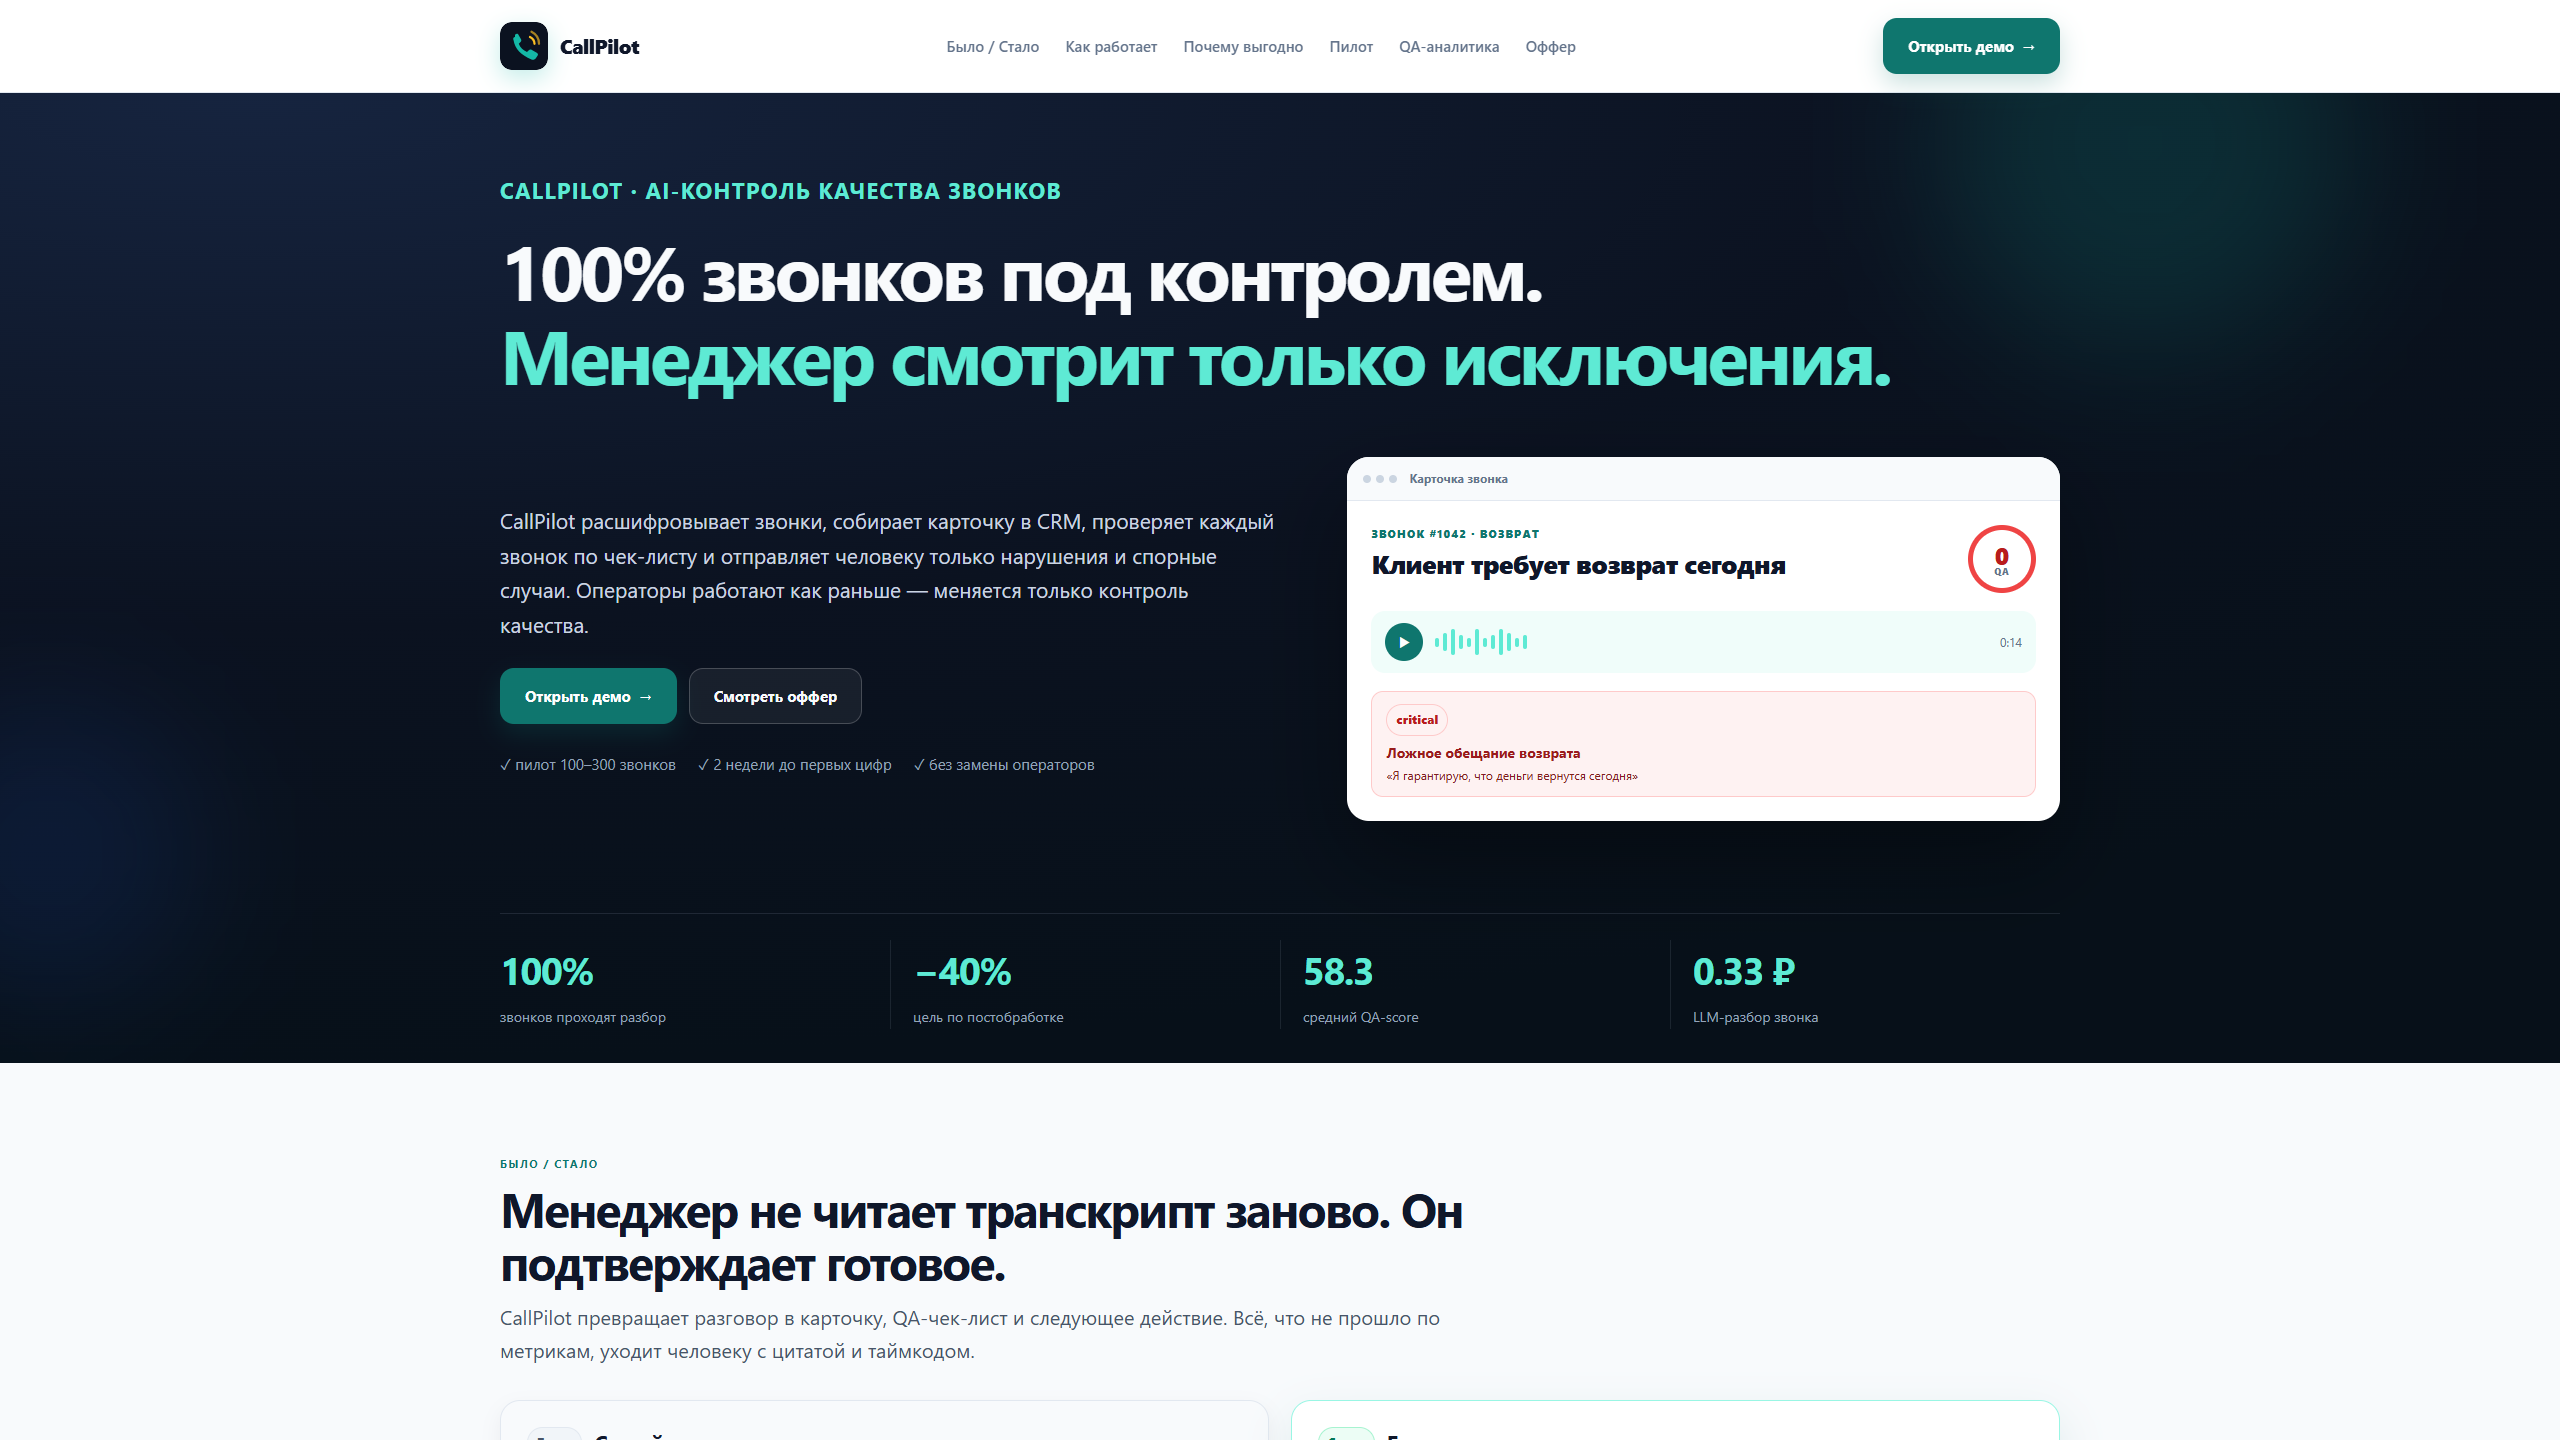 CallPilot
Было / Стало
Как работает
Почему выгодно
Пилот
QA-аналитика
Оффер
Открыть демо →
CALLPILOT · AI-КОНТРОЛЬ КАЧЕСТВА ЗВОНКОВ
100% звонков под контролем.
Менеджер смотрит только исключения.
CallPilot расшифровывает звонки, собирает карточку в CRM, проверяет каждый
звонок по чек-листу и отправляет человеку только нарушения и спорные
случаи. Операторы работают как раньше — меняется только контроль
качества.
Открыть демо →
Смотреть оффер
✓ пилот 100–300 звонков
✓ 2 недели до первых цифр
✓ без замены операторов
Карточка звонка
ЗВОНОК #1042 · ВОЗВРАТ
Клиент требует возврат сегодня
0
QA
0:14
critical
Ложное обещание возврата
«Я гарантирую, что деньги вернутся сегодня»
100%
звонков проходят разбор
−40%
цель по постобработке
58.3
средний QA-score
0.33 ₽
LLM-разбор звонка
БЫЛО / СТАЛО
Менеджер не читает транскрипт заново. Он
подтверждает готовое.
CallPilot превращает разговор в карточку, QA-чек-лист и следующее действие. Всё, что не прошло по
метрикам, уходит человеку с цитатой и таймкодом.